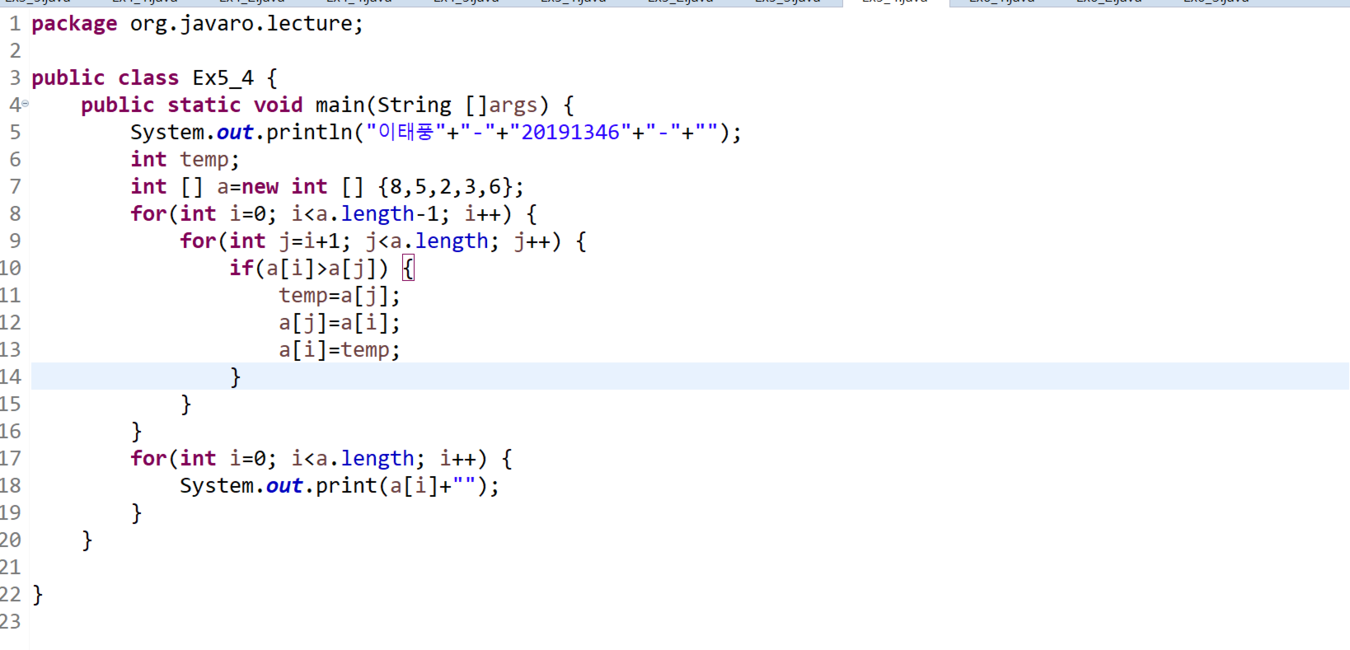 1 package org.javaro.lecture;
2
3 public class Ex5_4 {
4 public static void main(String []args) {
5 System.out.println("이태풍"+"-"+"20191346"+"-"+"");
6 int temp;
7 int [] a=new int [] {8,5,2,3,6};
8 for(int i=0; i<a.length-1; i++) {
9 for(int j=i+1; j<a.length; j++) {
10 if(a[i]>a[j]) {
11 temp=a[j];
12 a[j]=a[i];
13 a[i]=temp;
14 }
15 }
16 }
17 for(int i=0; i<a.length; i++) {
18 System.out.print(a[i]+"");
19 }
20 }
21
22 }
23